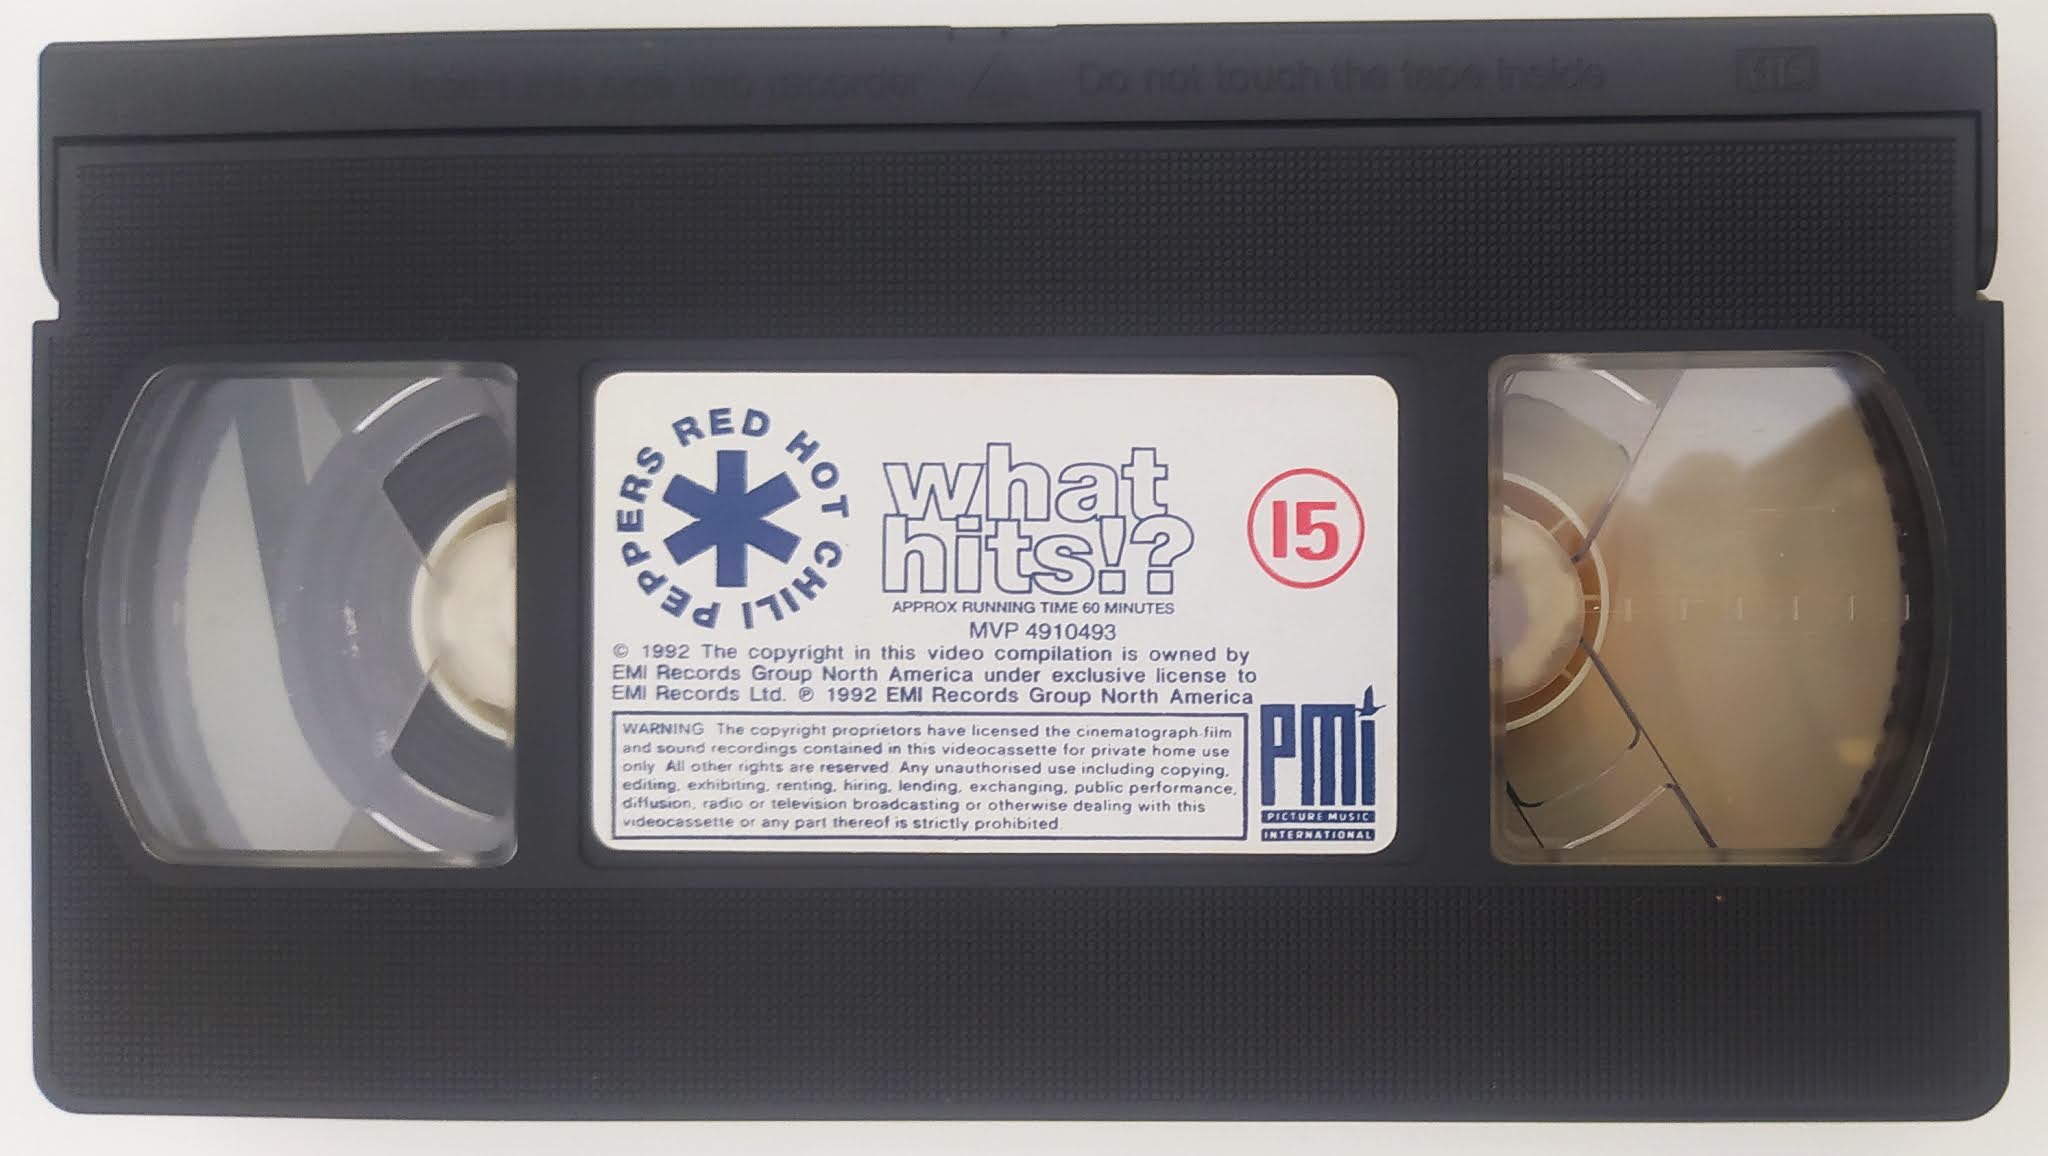 Insert this side into recorder Do not touch the tape inside
RED HOT CHILI PEPPERS
what
hits!?
15
APPROX RUNNING TIME 60 MINUTES
MVP 4910493
© 1992 The copyright in this video compilation is owned by
EMI Records Group North America under exclusive license to
EMI Records Ltd. ℗ 1992 EMI Records Group North America
WARNING The copyright proprietors have licensed the cinematograph film
and sound recordings contained in this videocassette for private home use
only. All other rights are reserved. Any unauthorised use including copying,
editing, exhibiting, renting, hiring, lending, exchanging, public performance,
diffusion, radio or television broadcasting or otherwise dealing with this
videocassette or any part thereof is strictly prohibited.
PMI
PICTURE MUSIC
INTERNATIONAL